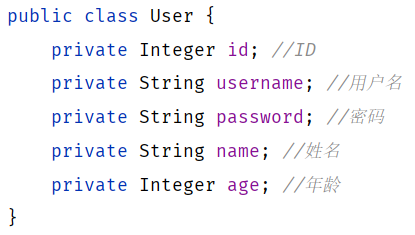 public class User {
    private Integer id; //ID
    private String username; //用户名
    private String password; //密码
    private String name; //姓名
    private Integer age; //年龄
}